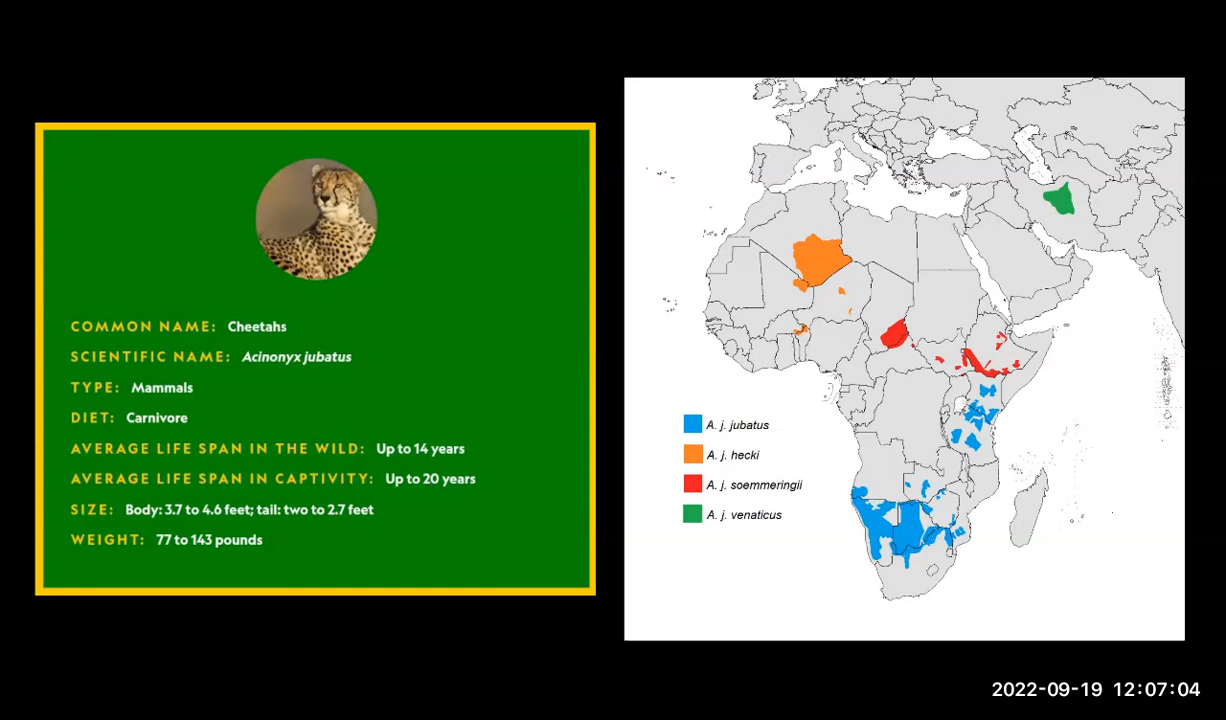 COMMON NAME: Cheetahs
SCIENTIFIC NAME: Acinonyx jubatus
TYPE: Mammals
DIET: Carnivore
AVERAGE LIFE SPAN IN THE WILD: Up to 14 years
AVERAGE LIFE SPAN IN CAPTIVITY: Up to 20 years
SIZE: Body: 3.7 to 4.6 feet; tail: two to 2.7 feet
WEIGHT: 77 to 143 pounds
A. j. jubatus
A. j. hecki
A. j. soemmeringii
A. j. venaticus
2022-09-19 12:07:04